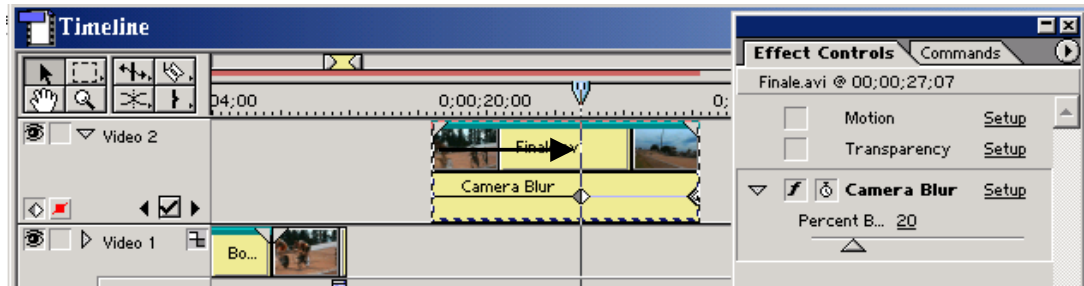 Timeline
04;00
0;00;20;00
0;
Video 2
Final.av
Camera Blur
Video 1
Bo...
Effect Controls
Commands
Finale.avi @ 00;00;27;07
Motion Setup
Transparency Setup
f Camera Blur Setup
Percent B... 20